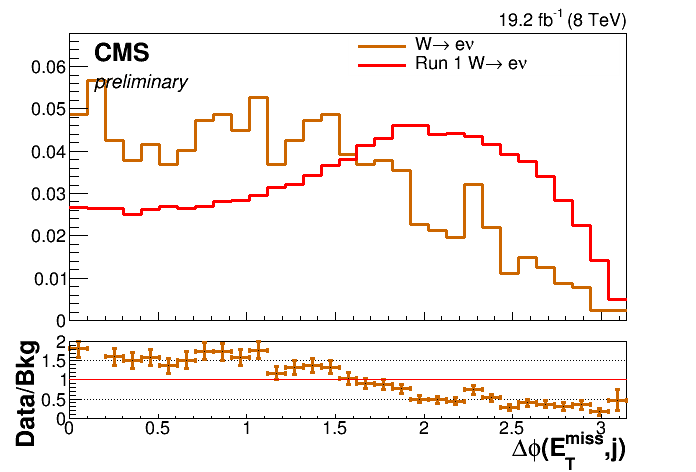 19.2 fb⁻¹ (8 TeV)
CMS
preliminary
W→ eν
Run 1 W→ eν
0.06
0.05
0.04
0.03
0.02
0.01
0
Data/Bkg
2
1.5
1
0.5
0
0 0.5 1 1.5 2 2.5 3
Δϕ(E_T^miss,j)